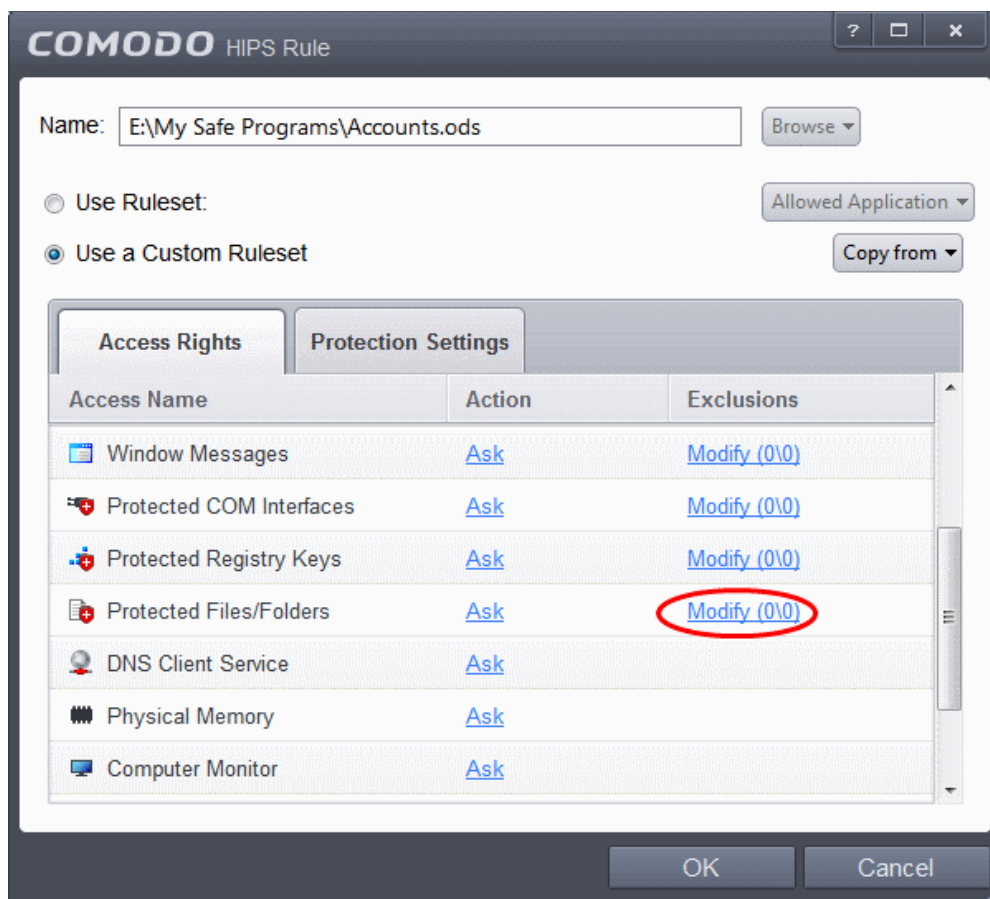 COMODO HIPS Rule
?
x
Name: E:\My Safe Programs\Accounts.ods Browse
Use Ruleset: Allowed Application
Use a Custom Ruleset Copy from
Access Rights Protection Settings
Access Name Action Exclusions
Window Messages Ask Modify (0\0)
Protected COM Interfaces Ask Modify (0\0)
Protected Registry Keys Ask Modify (0\0)
Protected Files/Folders Ask Modify (0\0)
DNS Client Service Ask
Physical Memory Ask
Computer Monitor Ask
OK Cancel